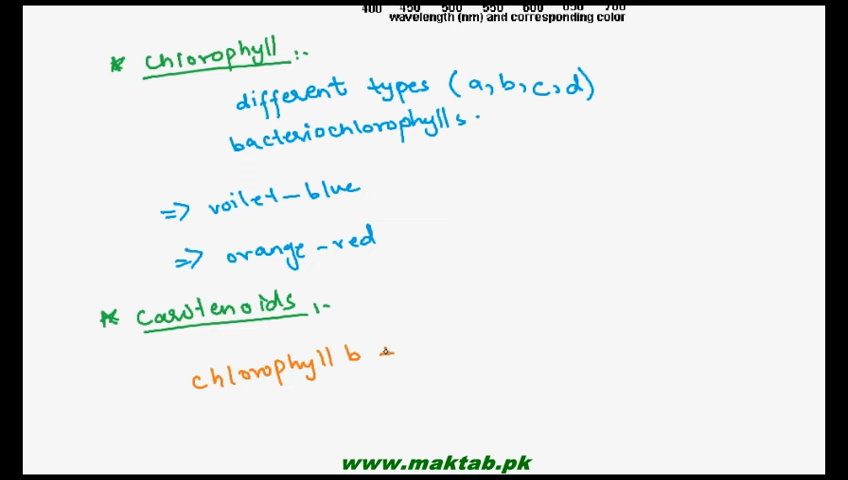 400 450 500 550 600 650 700
wavelength (nm) and corresponding color
* chlorophyll :-
different types (a, b, c, d)
bacteriochlorophylls.
=> voilet-blue
=> orange-red
* Carotenoids :-
chlorophyll b
www.maktab.pk